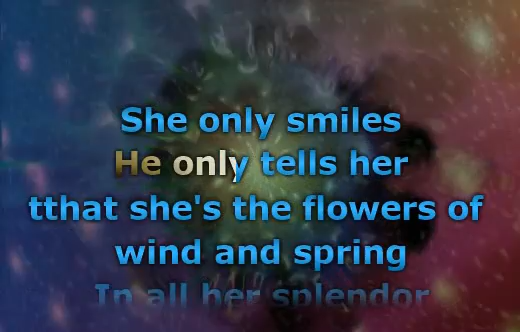 She only smiles
He only tells her
tthat she's the flowers of
wind and spring
In all her splendor